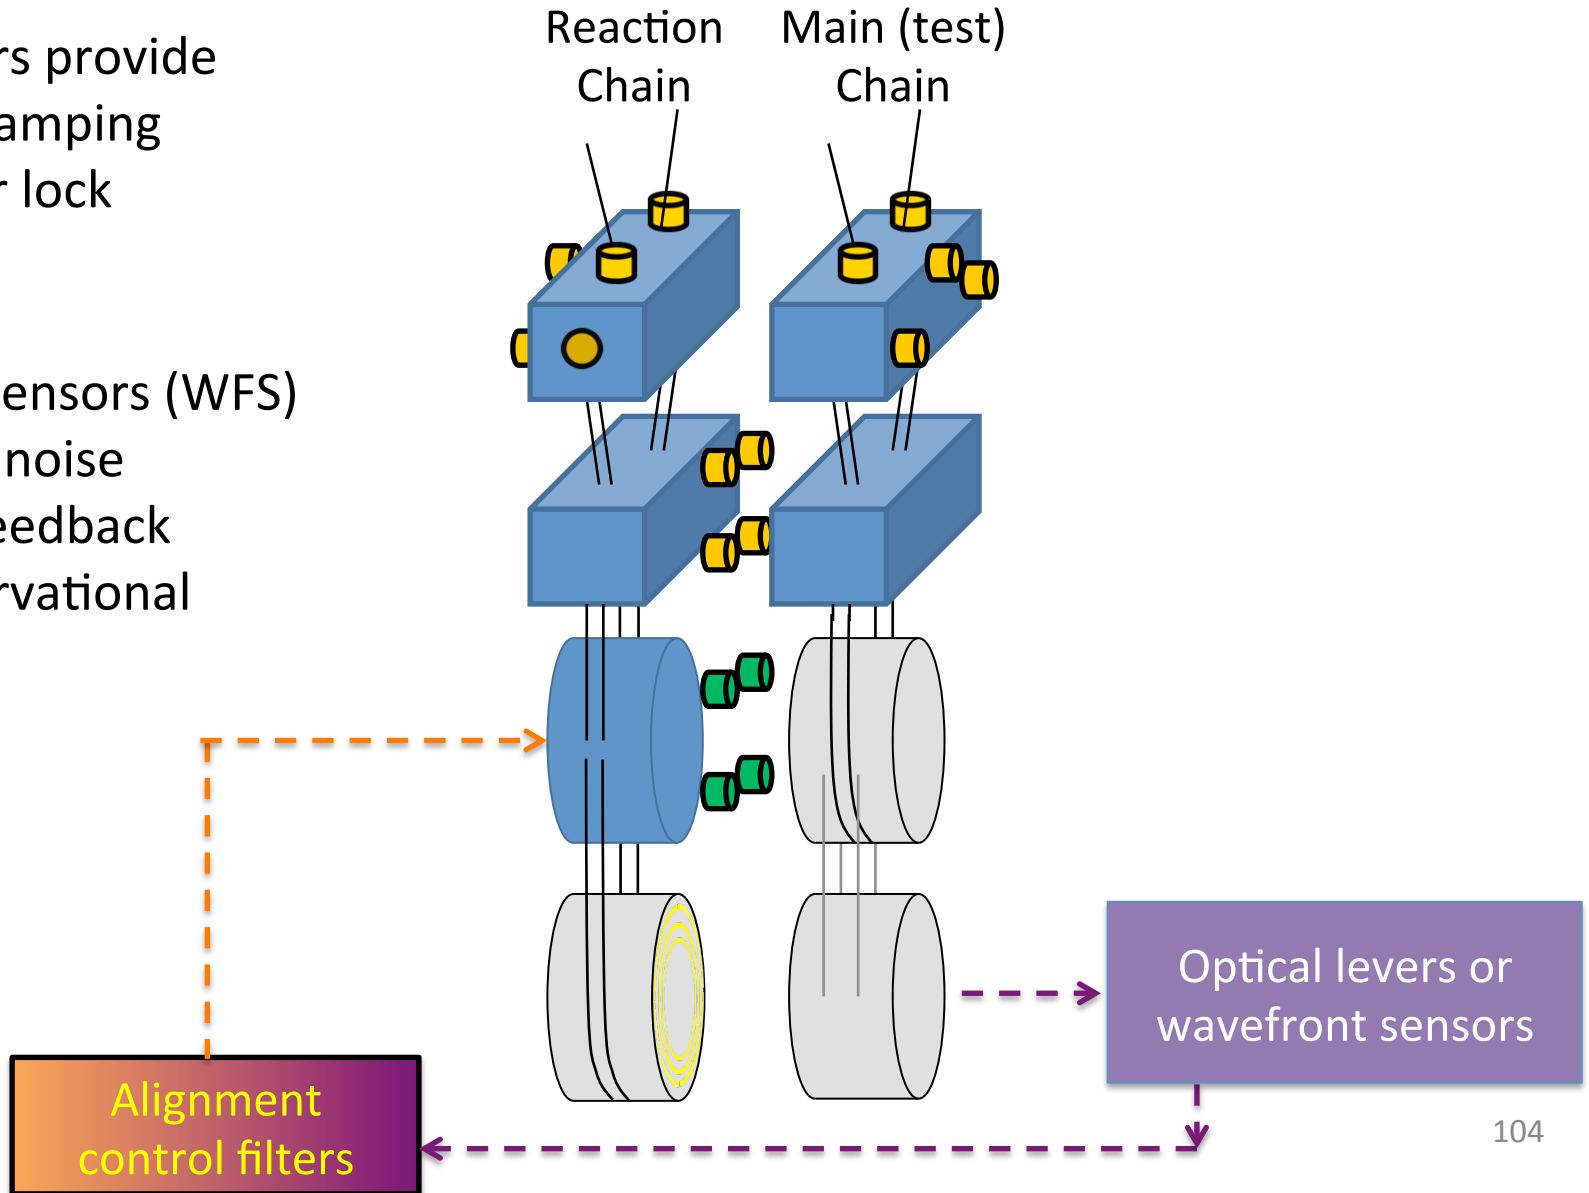 rs provide
amping
r lock
ensors (WFS)
noise
eedback
rvational
Reaction
Chain
Main (test)
Chain
Optical levers or
wavefront sensors
Alignment
control filters
104